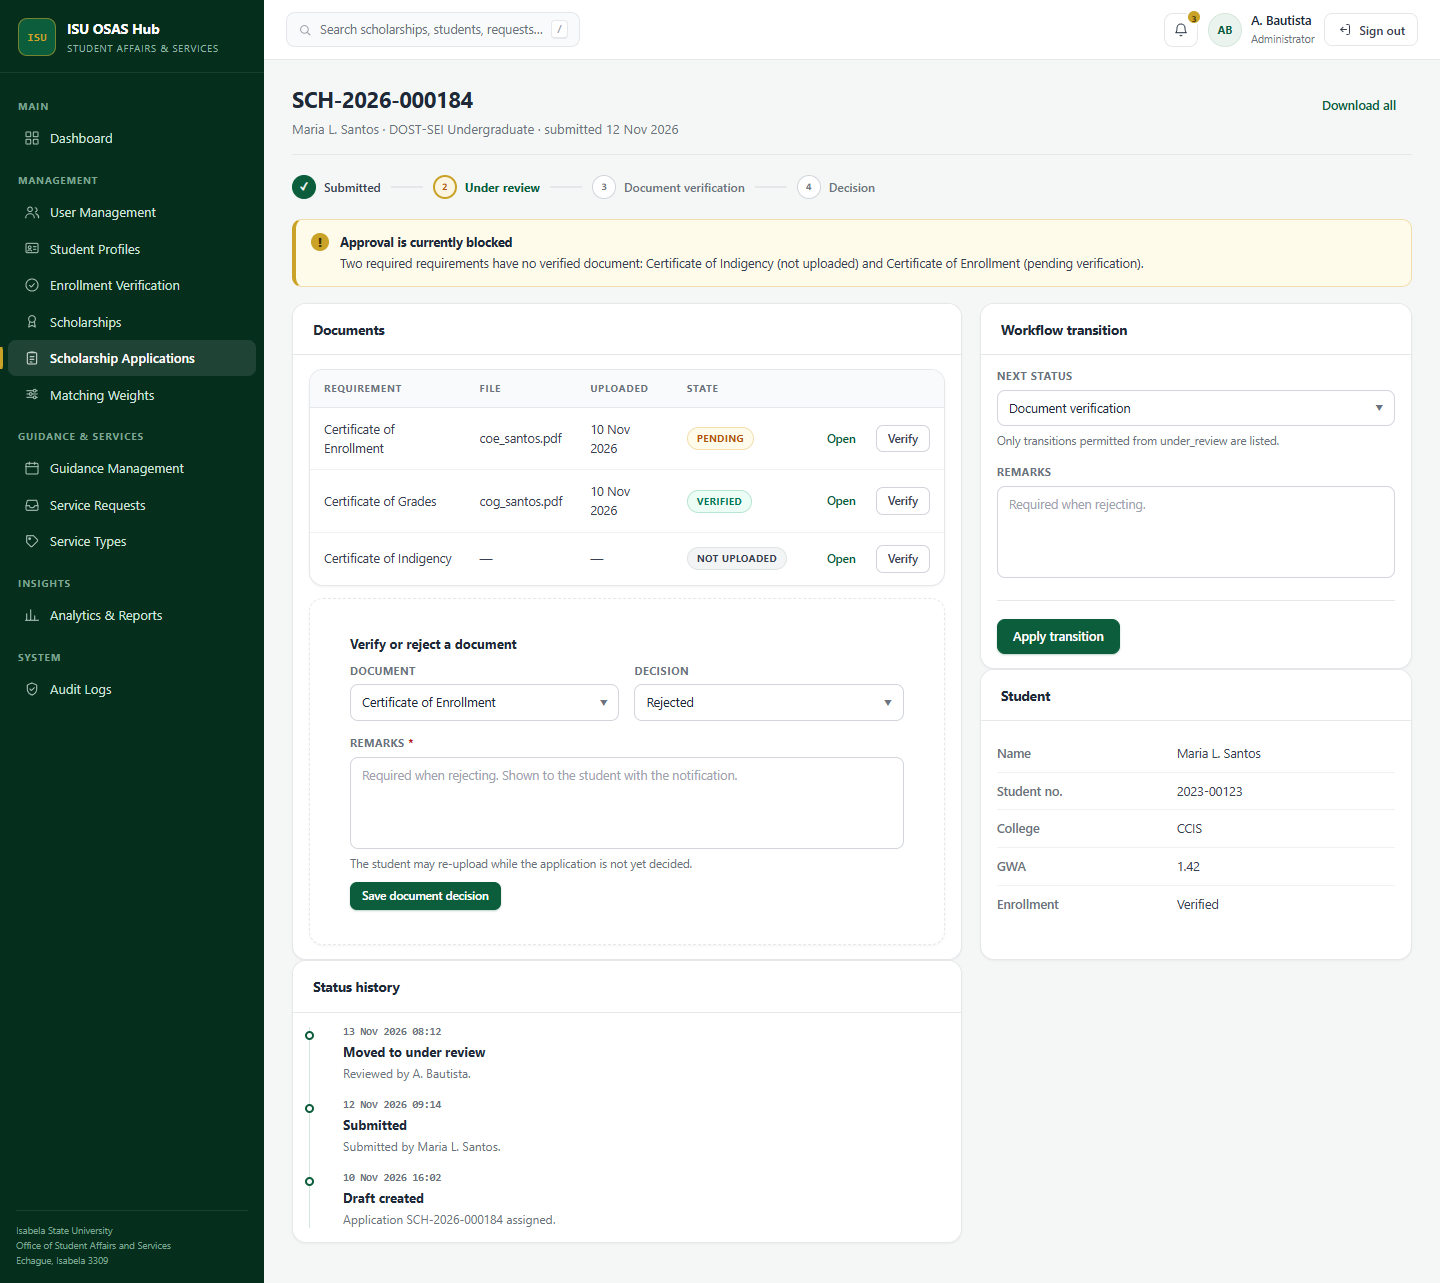 ISU
ISU OSAS Hub
STUDENT AFFAIRS & SERVICES
MAIN
Dashboard
MANAGEMENT
User Management
Student Profiles
Enrollment Verification
Scholarships
Scholarship Applications
Matching Weights
GUIDANCE & SERVICES
Guidance Management
Service Requests
Service Types
INSIGHTS
Analytics & Reports
SYSTEM
Audit Logs
Isabela State University
Office of Student Affairs and Services
Echague, Isabela 3309
Search scholarships, students, requests... /
3
AB
A. Bautista
Administrator
Sign out
SCH-2026-000184
Maria L. Santos · DOST-SEI Undergraduate · submitted 12 Nov 2026
Download all
✓ Submitted
2 Under review
3 Document verification
4 Decision
! Approval is currently blocked
Two required requirements have no verified document: Certificate of Indigency (not uploaded) and Certificate of Enrollment (pending verification).
Documents
REQUIREMENT FILE UPLOADED STATE
Certificate of Enrollment coe_santos.pdf 10 Nov 2026 PENDING Open Verify
Certificate of Grades cog_santos.pdf 10 Nov 2026 VERIFIED Open Verify
Certificate of Indigency — — NOT UPLOADED Open Verify
Verify or reject a document
DOCUMENT
Certificate of Enrollment
DECISION
Rejected
REMARKS *
Required when rejecting. Shown to the student with the notification.
The student may re-upload while the application is not yet decided.
Save document decision
Status history
13 Nov 2026 08:12
Moved to under review
Reviewed by A. Bautista.
12 Nov 2026 09:14
Submitted
Submitted by Maria L. Santos.
10 Nov 2026 16:02
Draft created
Application SCH-2026-000184 assigned.
Workflow transition
NEXT STATUS
Document verification
Only transitions permitted from under_review are listed.
REMARKS
Required when rejecting.
Apply transition
Student
Name Maria L. Santos
Student no. 2023-00123
College CCIS
GWA 1.42
Enrollment Verified